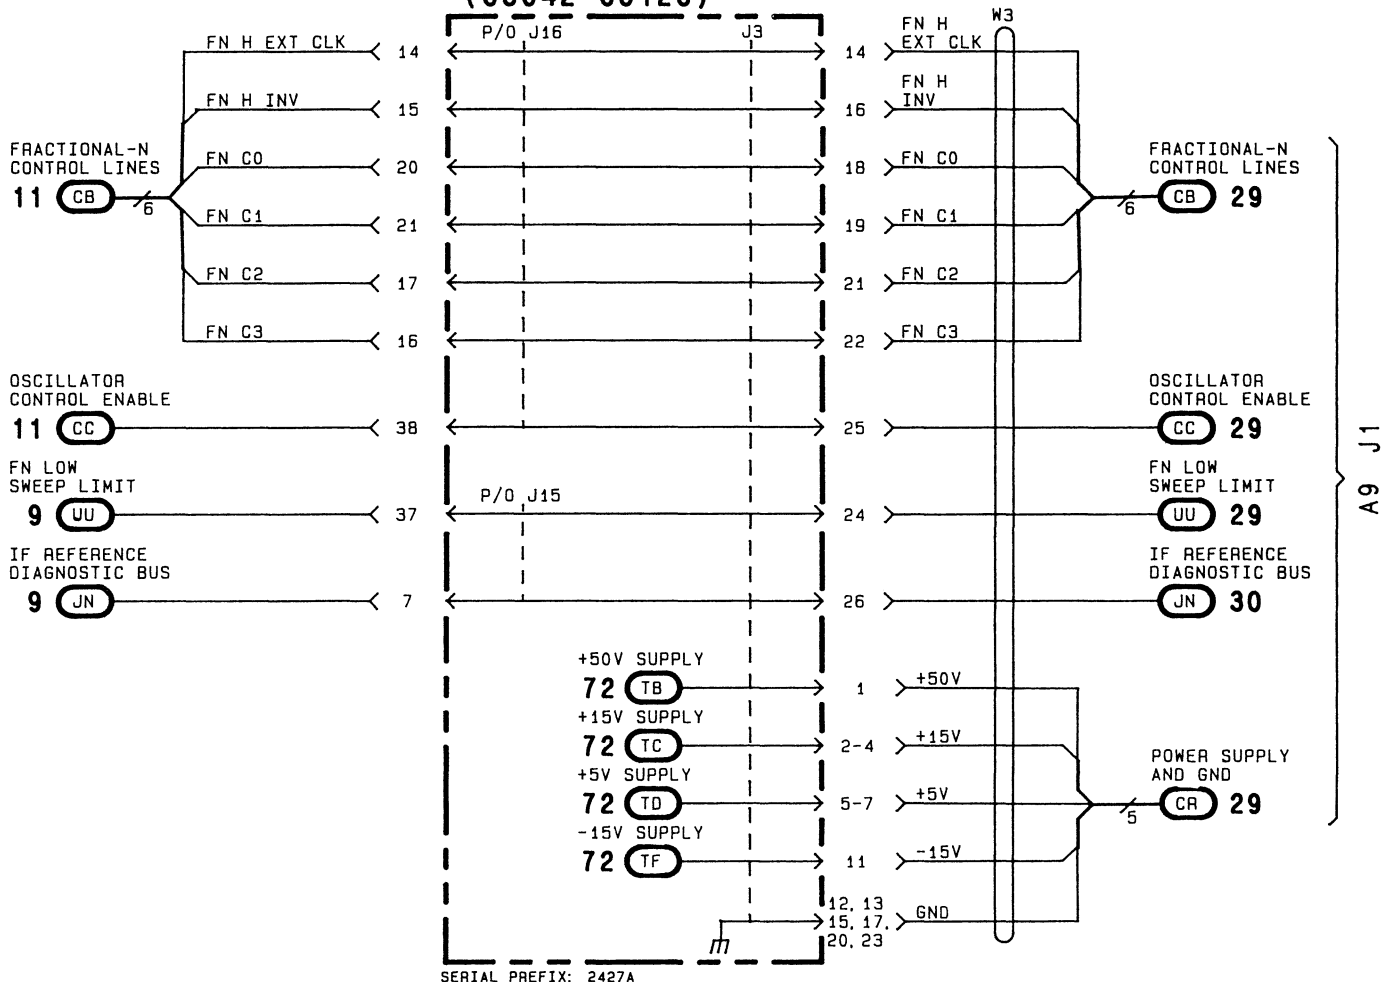 P/O J16
J3
W3
FN H EXT CLK
14
14
FN H
EXT CLK
FN H INV
15
16
FN H
INV
FRACTIONAL-N
CONTROL LINES
11 CB
6
FN C0
20
18
FN C0
FN C1
21
19
FN C1
FN C2
17
21
FN C2
FN C3
16
22
FN C3
FRACTIONAL-N
CONTROL LINES
6
CB 29
OSCILLATOR
CONTROL ENABLE
11 CC
38
25
OSCILLATOR
CONTROL ENABLE
CC 29
FN LOW
SWEEP LIMIT
9 UU
37
P/O J15
24
FN LOW
SWEEP LIMIT
UU 29
IF REFERENCE
DIAGNOSTIC BUS
9 JN
7
26
IF REFERENCE
DIAGNOSTIC BUS
JN 30
A9 J1
+50V SUPPLY
72 TB
1
+50V
+15V SUPPLY
72 TC
2-4
+15V
+5V SUPPLY
72 TD
5-7
+5V
-15V SUPPLY
72 TF
11
-15V
12, 13
15, 17,
20, 23
GND
POWER SUPPLY
AND GND
5
CR 29
SERIAL PREFIX: 2427A